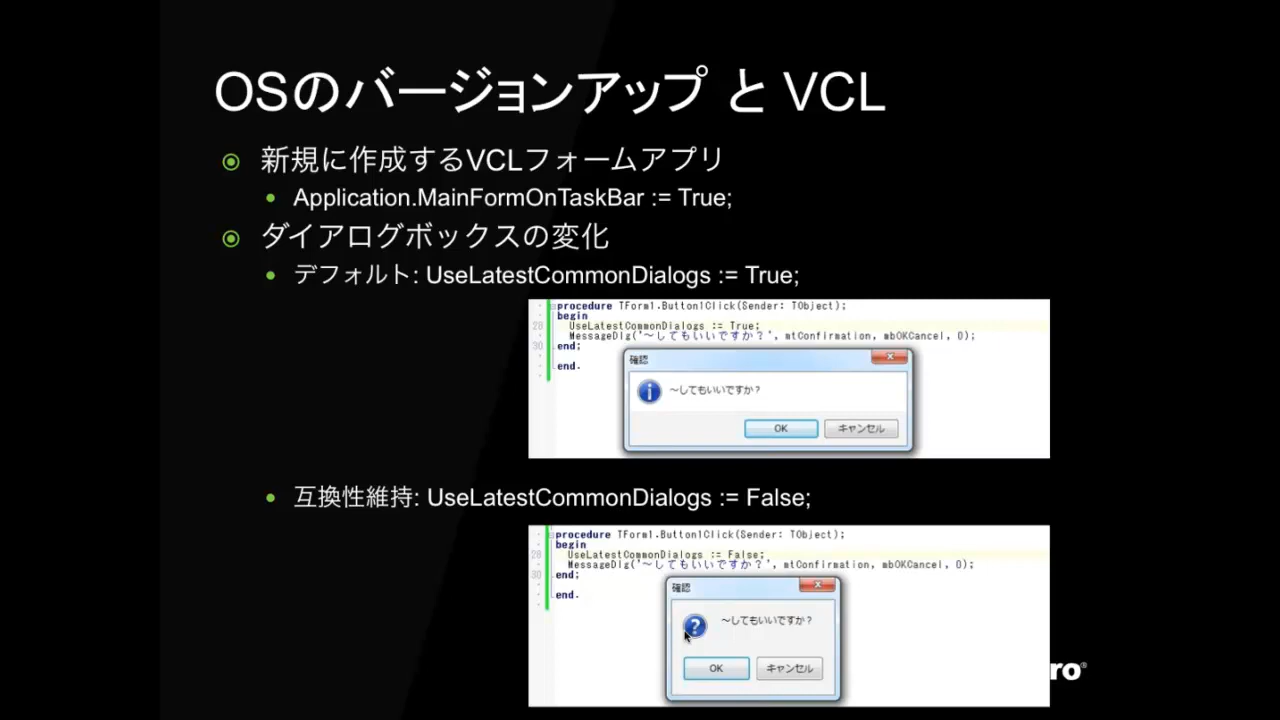 OSのバージョンアップ と VCL
新規に作成するVCLフォームアプリ
Application.MainFormOnTaskBar := True;
ダイアログボックスの変化
デフォルト: UseLatestCommonDialogs := True;
procedure TForm1.Button1Click(Sender: TObject);
begin
28 UseLatestCommonDialogs := True;
MessageDlg('～してもいいですか？', mtConfirmation, mbOKCancel, 0);
30 end;
end.
確認
～してもいいですか？
OK キャンセル
互換性維持: UseLatestCommonDialogs := False;
procedure TForm1.Button1Click(Sender: TObject);
begin
28 UseLatestCommonDialogs := False;
MessageDlg('～してもいいですか？', mtConfirmation, mbOKCancel, 0);
30 end;
end.
確認
～してもいいですか？
OK キャンセル
ro®